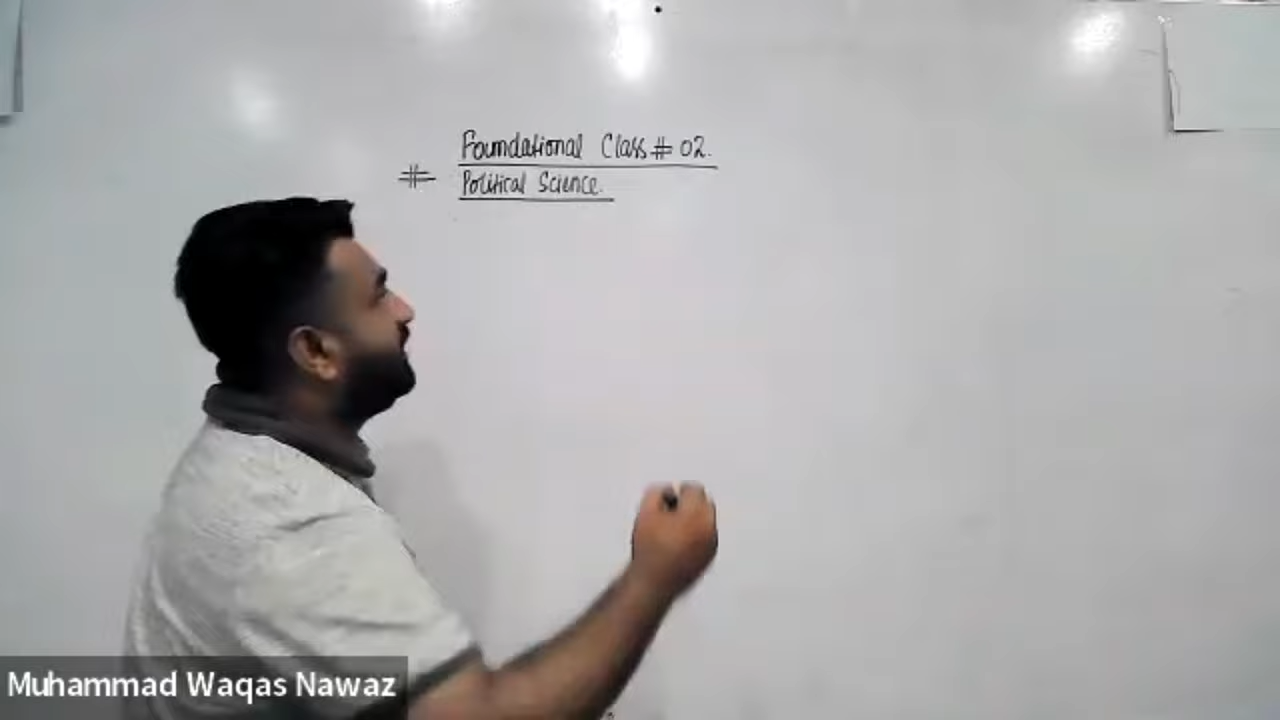 Foundational Class # 02.
# Political Science.
Muhammad Waqas Nawaz